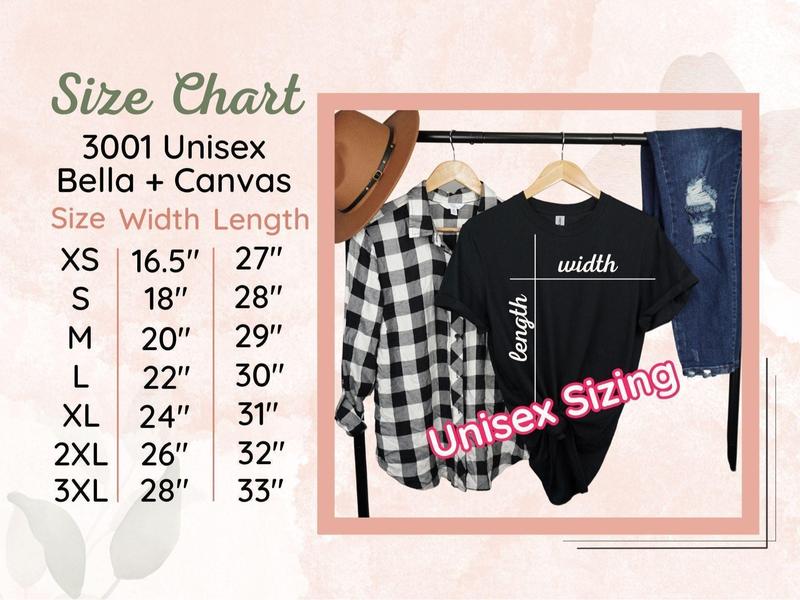 Size Chart
3001 Unisex
Bella + Canvas
Size Width Length
XS 16.5" 27"
S 18" 28"
M 20" 29"
L 22" 30"
XL 24" 31"
2XL 26" 32"
3XL 28" 33"
width
length
Unisex Sizing